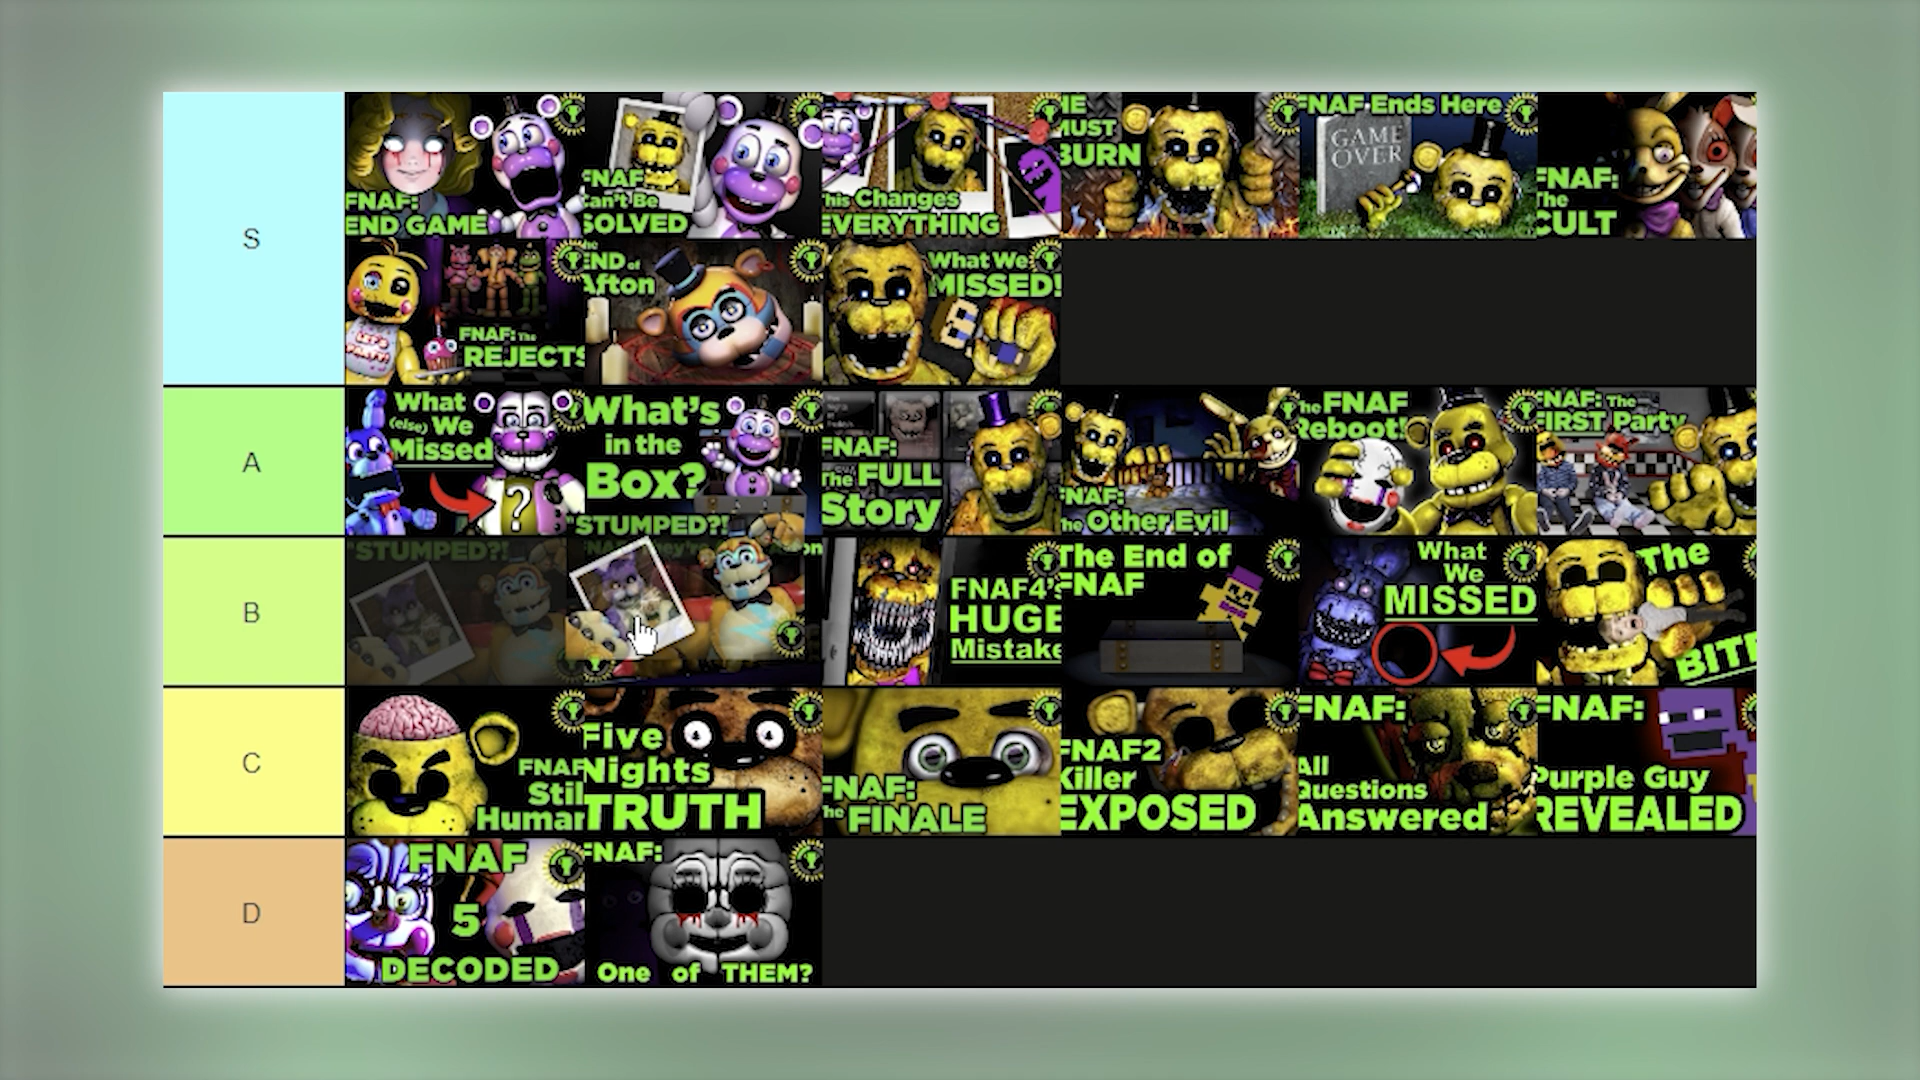 S
FNAF:
END GAME
FNAF
Can't Be
SOLVED
This Changes
EVERYTHING
MUST
BURN
FNAF Ends Here
GAME
OVER
FNAF:
The
CULT
LET'S
PARTY!
FNAF: The
REJECTS
The
END of
Afton
What We
MISSED!
A
What
(else) We
Missed
?
What's
in the
Box?
FNAF:
The FULL
Story
FNAF:
The Other Evil
The FNAF
Reboot!
FNAF: The
FIRST Party
B
"STUMPED?!
"STUMPED?!
FNAF4's
HUGE
Mistake
The End of
FNAF
What
We
MISSED
The
BITE
C
FNAF
Still
Human
Five
Nights
TRUTH
FNAF:
The FINALE
FNAF2
Killer
EXPOSED
FNAF:
All
Questions
Answered
FNAF:
Purple Guy
REVEALED
D
FNAF
5
DECODED
FNAF:
One of THEM?